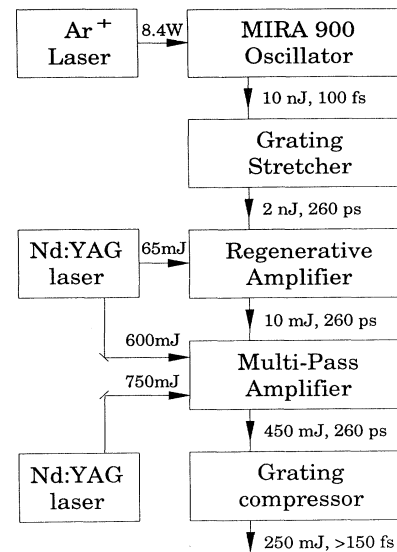 Ar+
Laser
8.4W
MIRA 900
Oscillator
10 nJ, 100 fs
Grating
Stretcher
2 nJ, 260 ps
Nd:YAG
laser
65mJ
Regenerative
Amplifier
10 mJ, 260 ps
600mJ
750mJ
Multi-Pass
Amplifier
450 mJ, 260 ps
Nd:YAG
laser
Grating
compressor
250 mJ, >150 fs